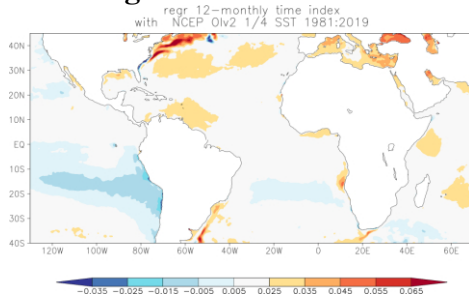 regr 12-monthly time index
with NCEP OIv2 1/4 SST 1981:2019
40N
30N
20N
10N
EQ
10S
20S
30S
40S
120W 100W 80W 60W 40W 20W 0 20E 40E 60E
-0.035 -0.025 -0.015 -0.005 0.005 0.025 0.035 0.045 0.055 0.065